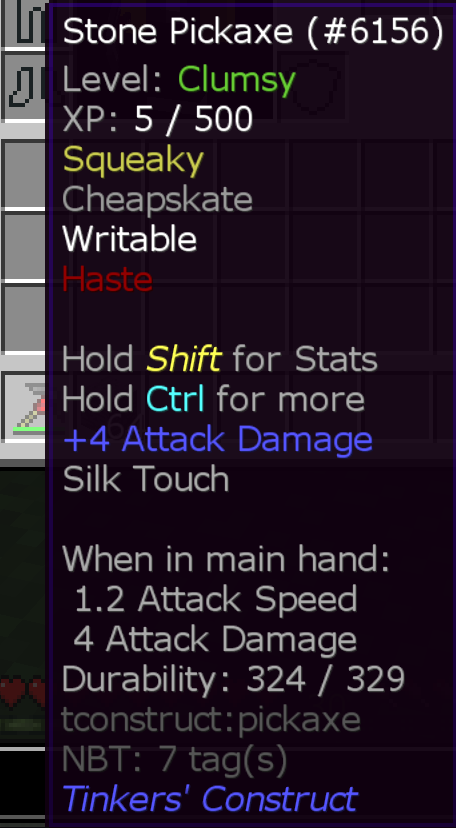 Stone Pickaxe (#6156)
Level: Clumsy
XP: 5 / 500
Squeaky
Cheapskate
Writable
Haste
Hold Shift for Stats
Hold Ctrl for more
+4 Attack Damage
Silk Touch
When in main hand:
1.2 Attack Speed
4 Attack Damage
Durability: 324 / 329
tconstruct:pickaxe
NBT: 7 tag(s)
Tinkers' Construct